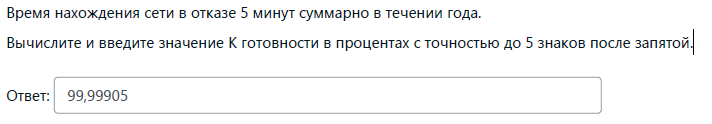 Время нахождения сети в отказе 5 минут суммарно в течении года.
Вычислите и введите значение К готовности в процентах с точностью до 5 знаков после запятой.
Ответ: 99,99905